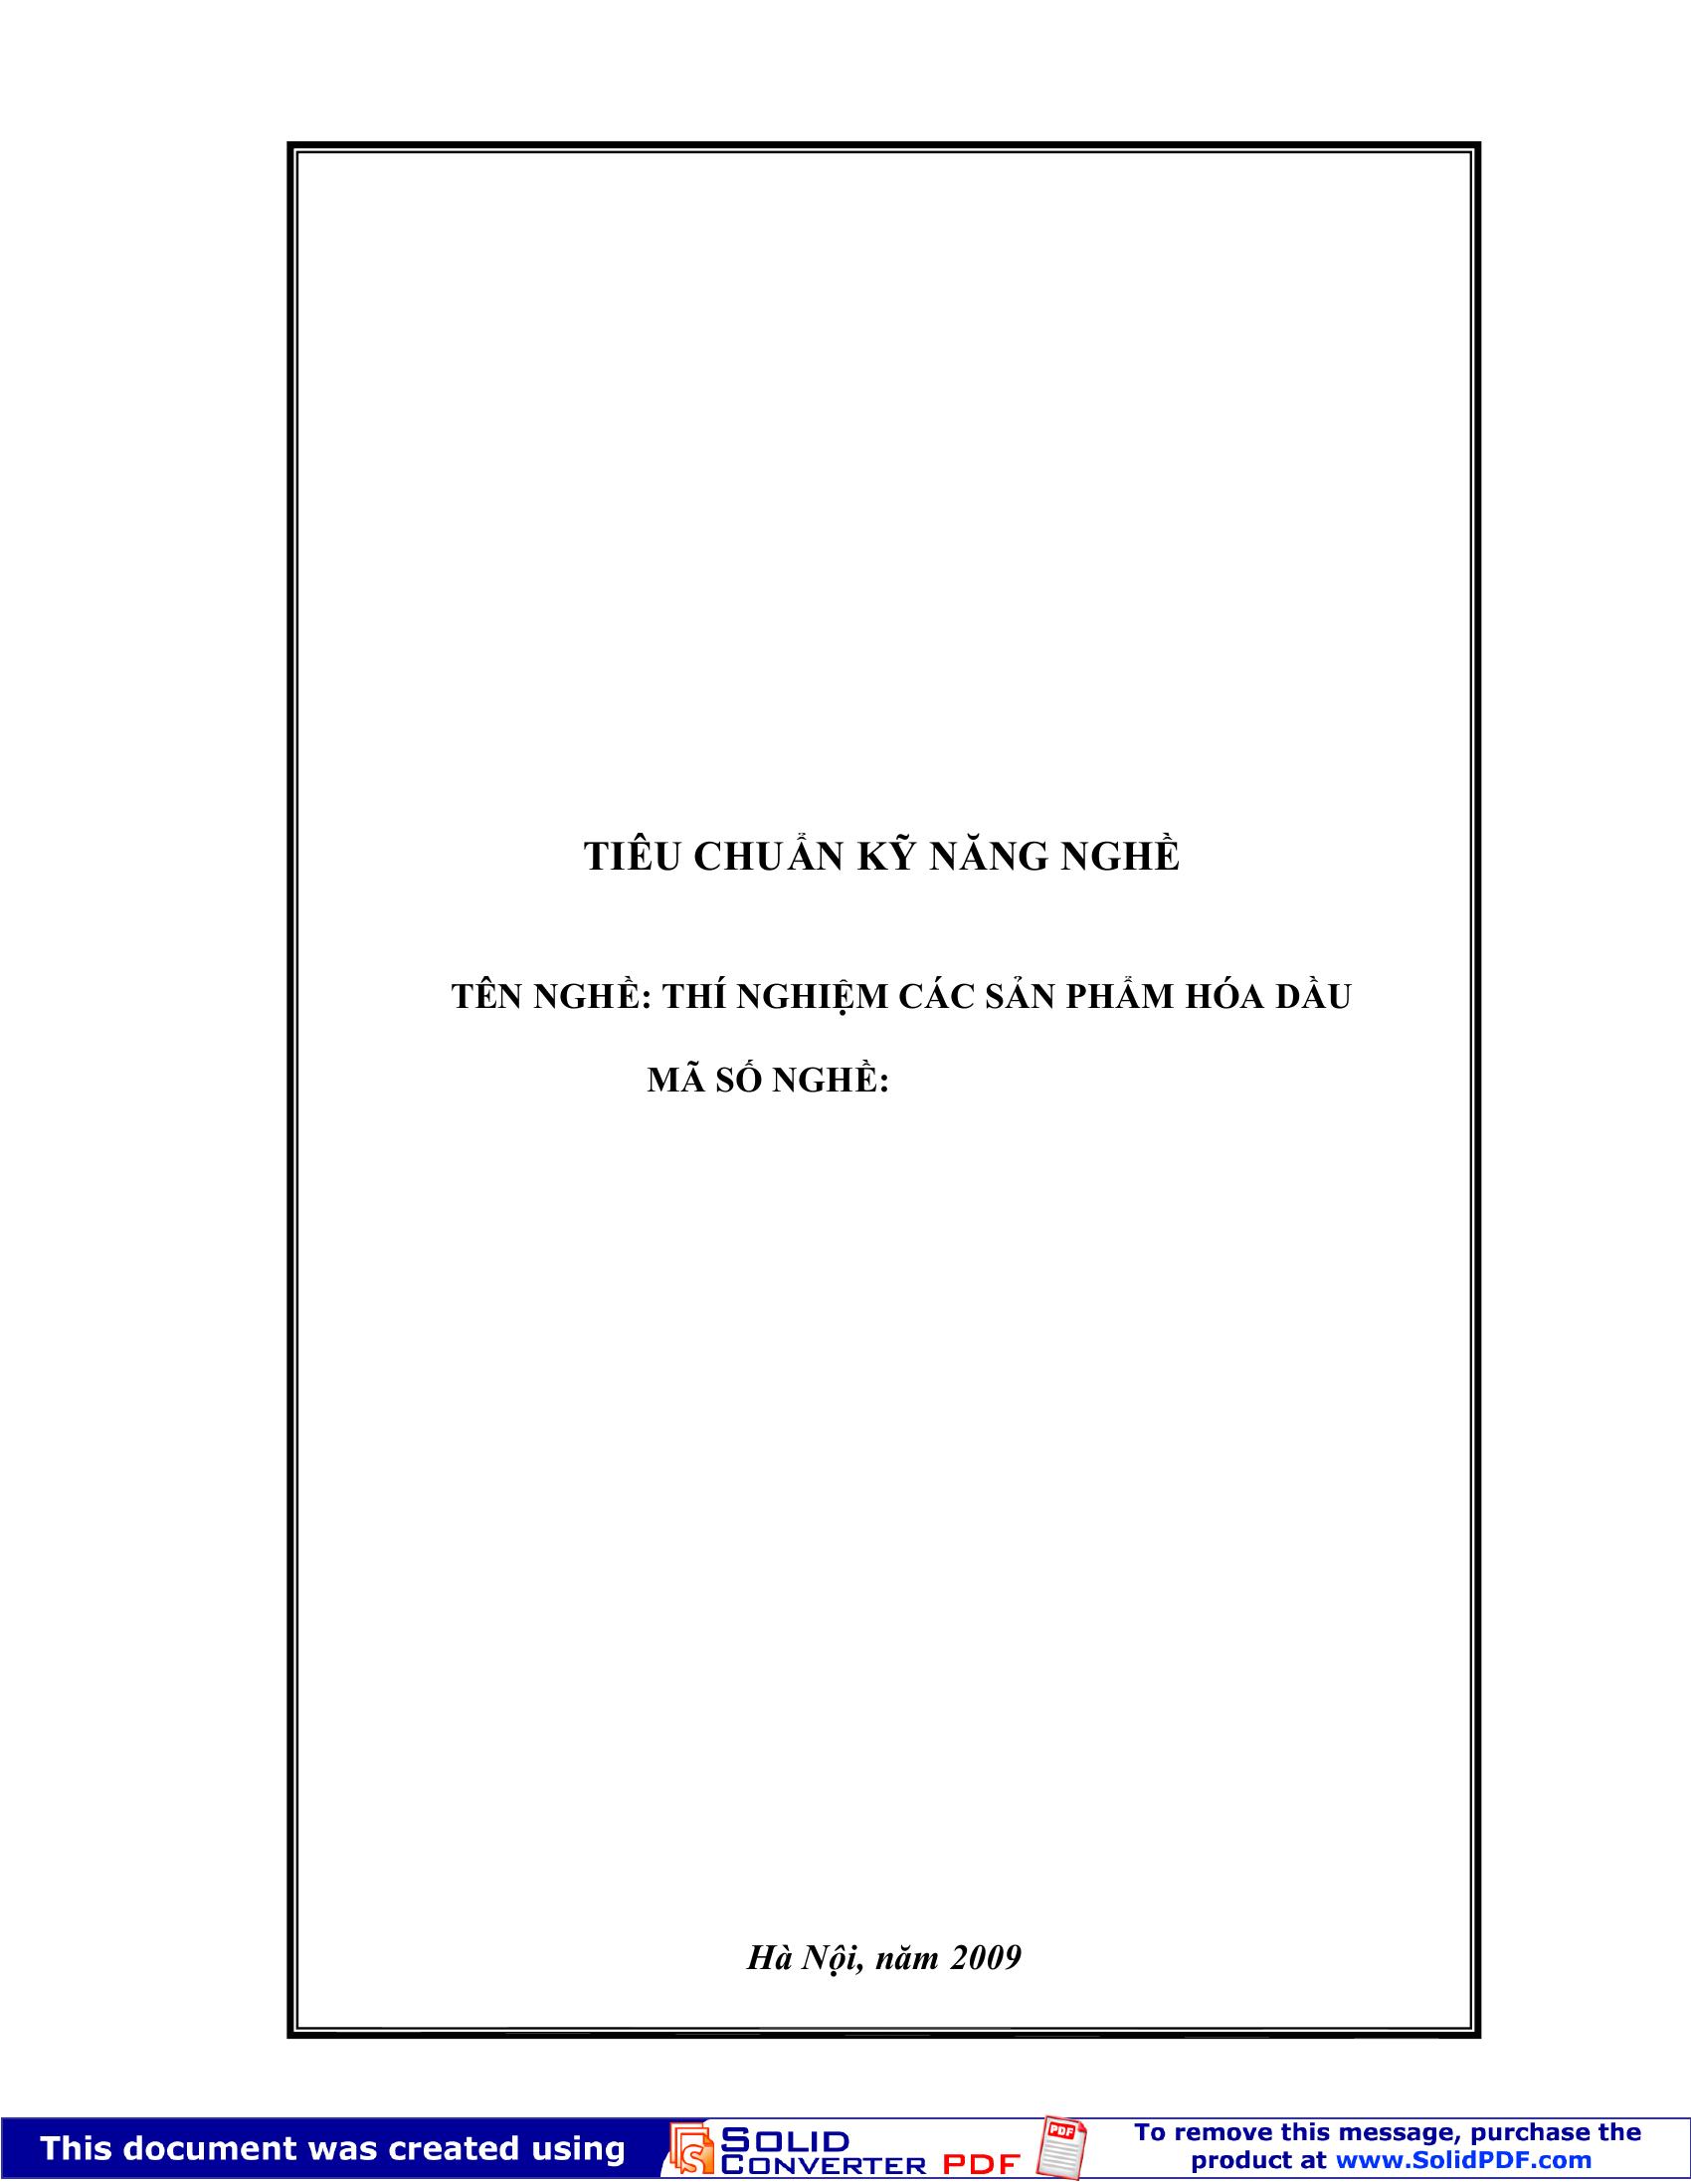 TIÊU CHUẨN KỸ NĂNG NGHỀ
TÊN NGHỀ: THÍ NGHIỆM CÁC SẢN PHẨM HÓA DẦU
MÃ SỐ NGHỀ:
Hà Nội, năm 2009
This document was created using
SOLID
CONVERTER PDF
PDF
To remove this message, purchase the
product at www.SolidPDF.com